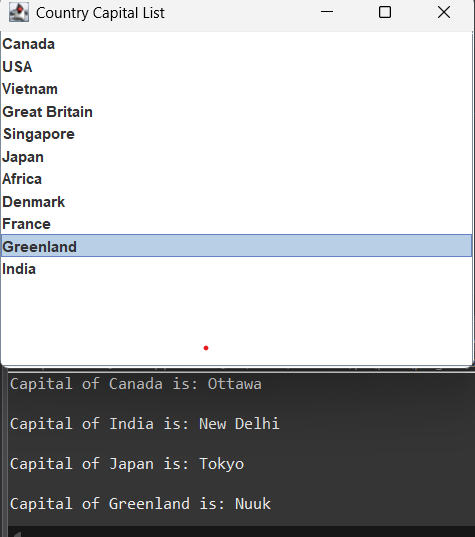 Country Capital List
Canada
USA
Vietnam
Great Britain
Singapore
Japan
Africa
Denmark
France
Greenland
India
Capital of Canada is: Ottawa
Capital of India is: New Delhi
Capital of Japan is: Tokyo
Capital of Greenland is: Nuuk